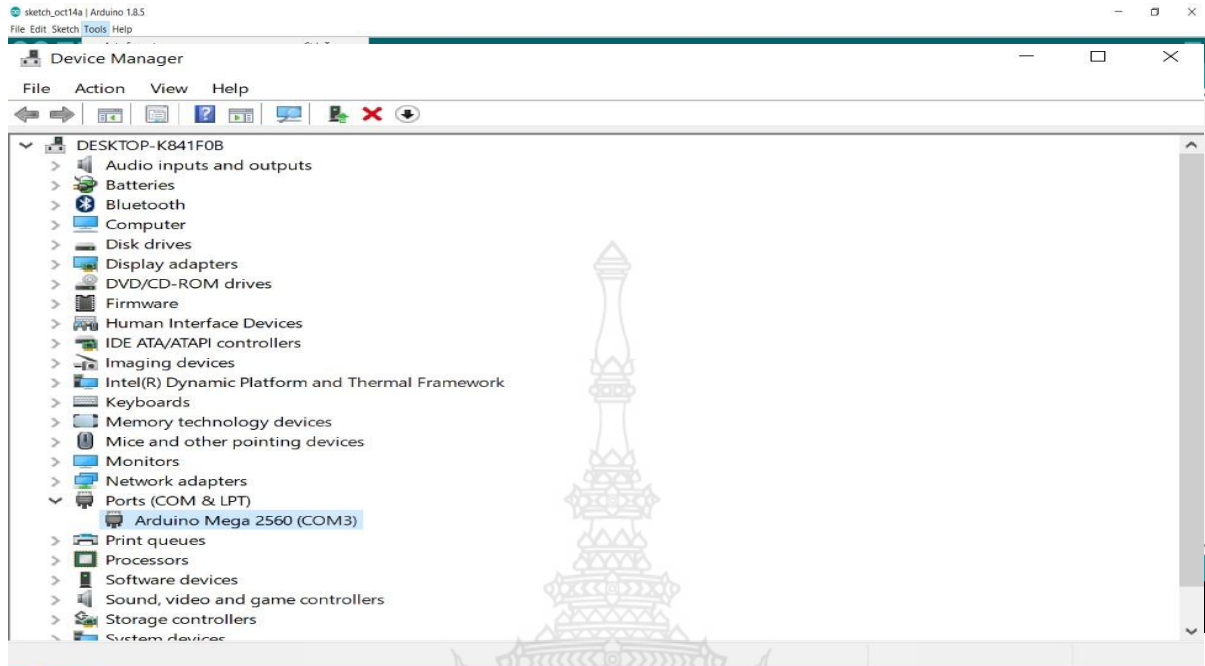 sketch_oct14a | Arduino 1.8.5
File Edit Sketch Tools Help
Device Manager
File Action View Help
DESKTOP-K841F0B
Audio inputs and outputs
Batteries
Bluetooth
Computer
Disk drives
Display adapters
DVD/CD-ROM drives
Firmware
Human Interface Devices
IDE ATA/ATAPI controllers
Imaging devices
Intel(R) Dynamic Platform and Thermal Framework
Keyboards
Memory technology devices
Mice and other pointing devices
Monitors
Network adapters
Ports (COM & LPT)
Arduino Mega 2560 (COM3)
Print queues
Processors
Software devices
Sound, video and game controllers
Storage controllers
System devices